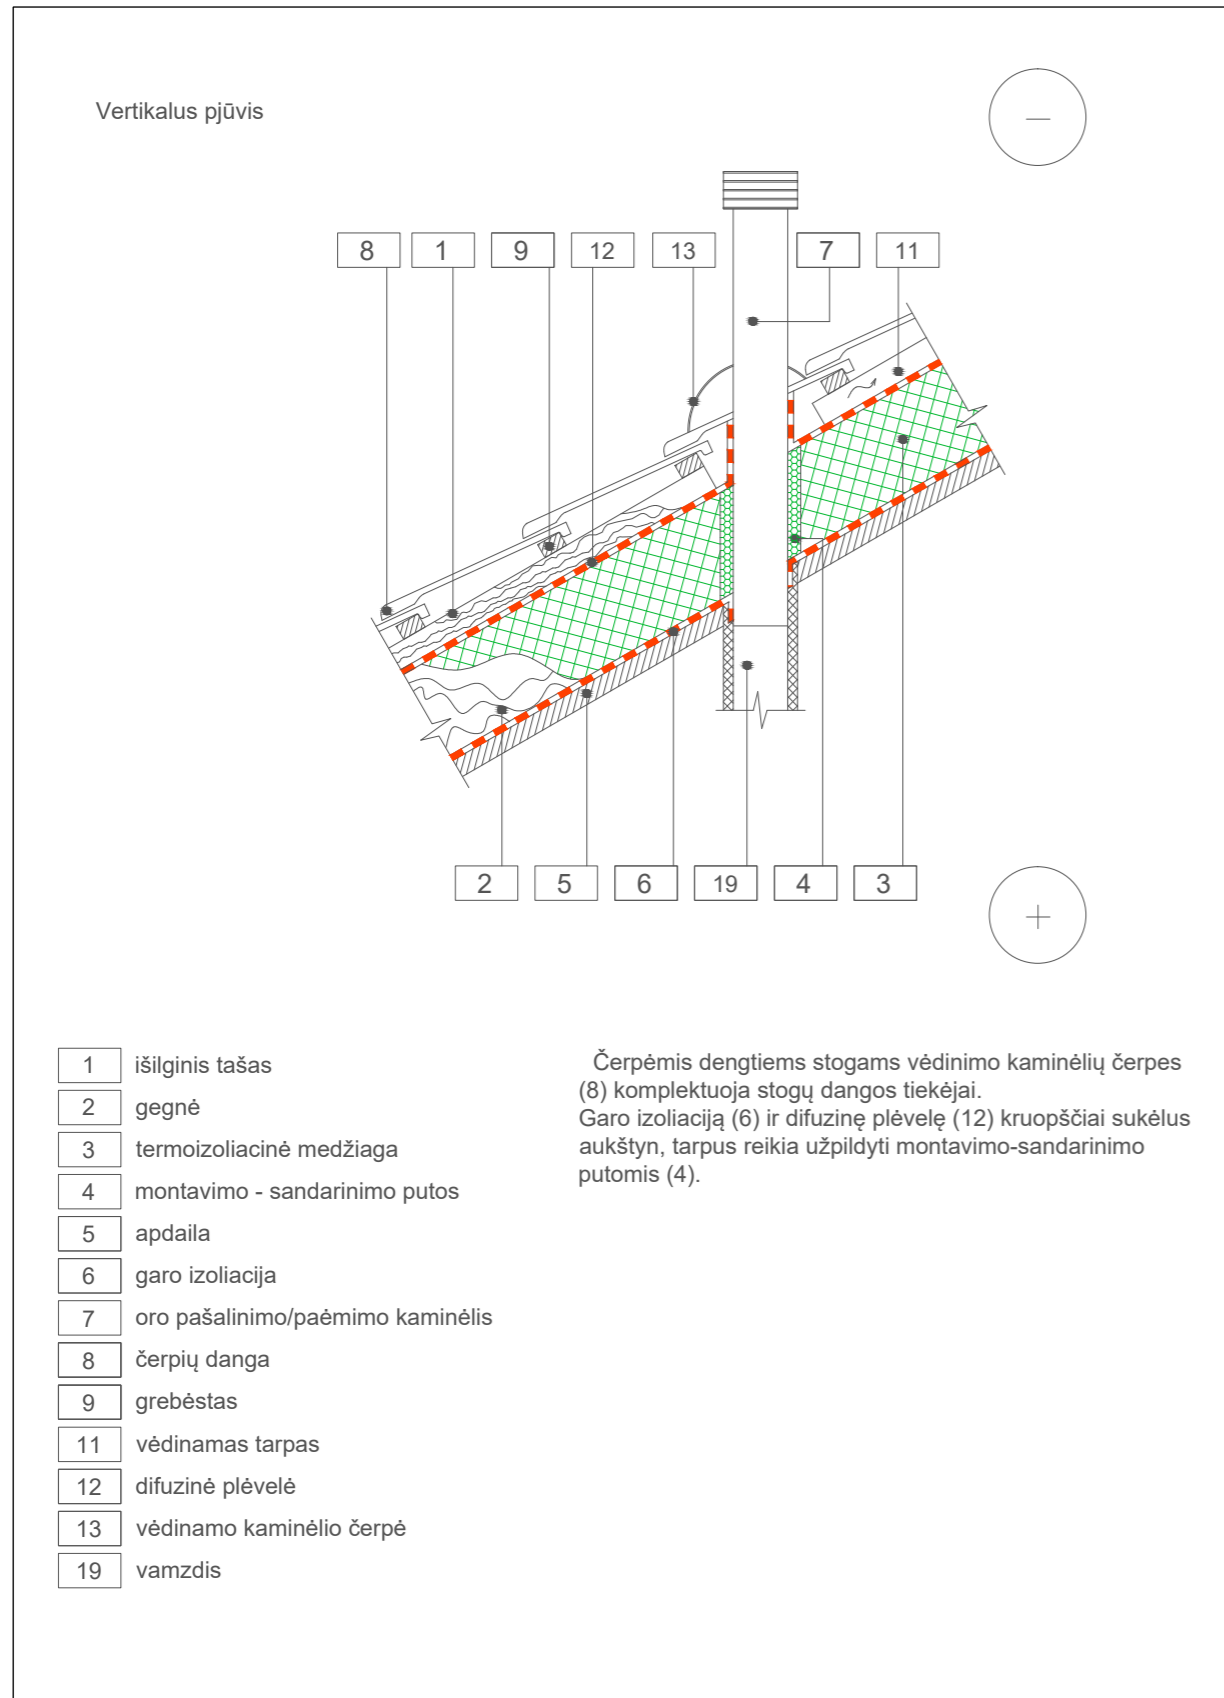 Vertikalus pjūvis
−
8 1 9 12 13 7 11
2 5 6 19 4 3
+
1 išilginis tašas
2 gegnė
3 termoizoliacinė medžiaga
4 montavimo - sandarinimo putos
5 apdaila
6 garo izoliacija
7 oro pašalinimo/paėmimo kaminėlis
8 čerpių danga
9 grebėstas
11 vėdinamas tarpas
12 difuzinė plėvelė
13 vėdinamo kaminėlio čerpė
19 vamzdis
Čerpėmis dengtiems stogams vėdinimo kaminėlių čerpes
(8) komplektuoja stogų dangos tiekėjai.
Garo izoliaciją (6) ir difuzinę plėvelę (12) kruopščiai sukėlus
aukštyn, tarpus reikia užpildyti montavimo-sandarinimo
putomis (4).